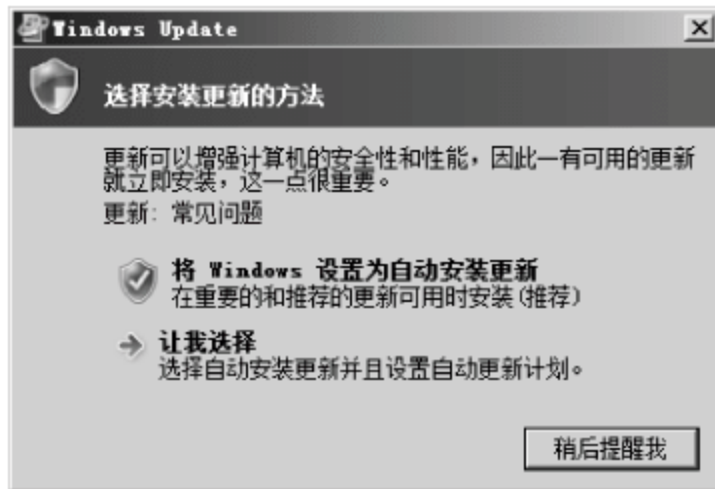 Windows Update
选择安装更新的方法
更新可以增强计算机的安全性和性能，因此一有可用的更新
就立即安装，这一点很重要。
更新：常见问题
将 Windows 设置为自动安装更新
在重要的和推荐的更新可用时安装(推荐)
让我选择
选择自动安装更新并且设置自动更新计划。
稍后提醒我